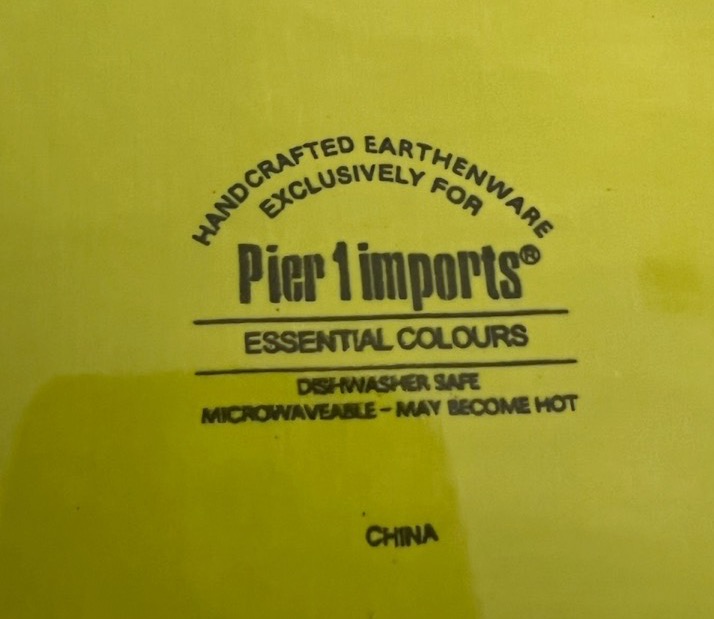 HANDCRAFTED EARTHENWARE
EXCLUSIVELY FOR
Pier 1 imports®
ESSENTIAL COLOURS
DISHWASHER SAFE
MICROWAVEABLE - MAY BECOME HOT
CHINA